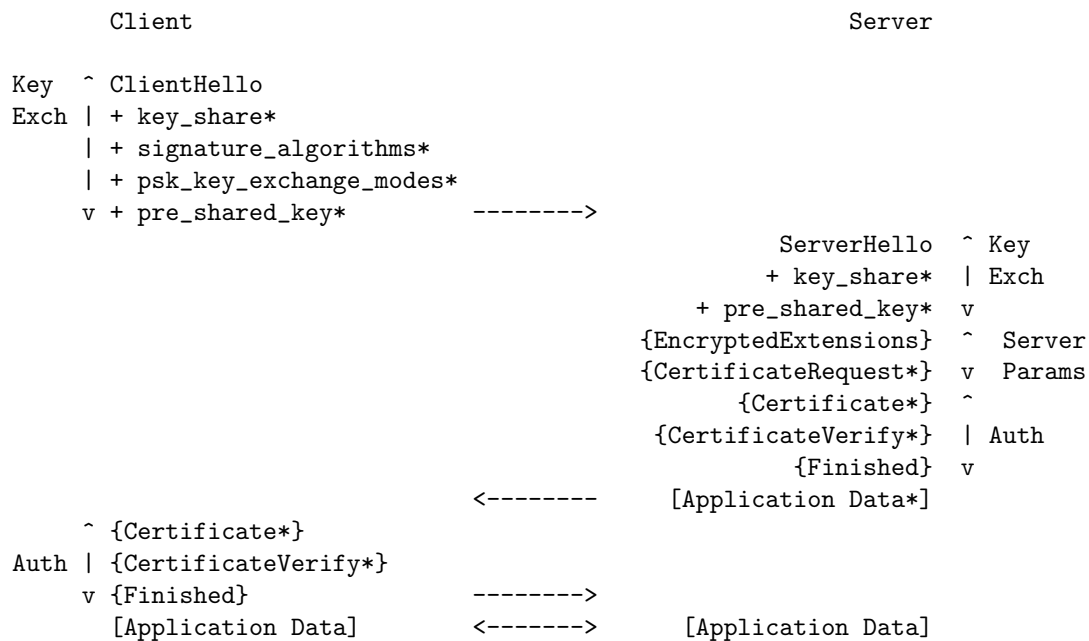 Client                                               Server

Key  ^ ClientHello
Exch | + key_share*
     | + signature_algorithms*
     | + psk_key_exchange_modes*
     v + pre_shared_key*         -------->
                                                       ServerHello  ^ Key
                                                      + key_share*  | Exch
                                                 + pre_shared_key*  v
                                             {EncryptedExtensions}  ^  Server
                                             {CertificateRequest*}  v  Params
                                                    {Certificate*}  ^
                                              {CertificateVerify*}  | Auth
                                                        {Finished}  v
                                 <--------     [Application Data*]
     ^ {Certificate*}
Auth | {CertificateVerify*}
     v {Finished}                -------->
       [Application Data]        <------->      [Application Data]